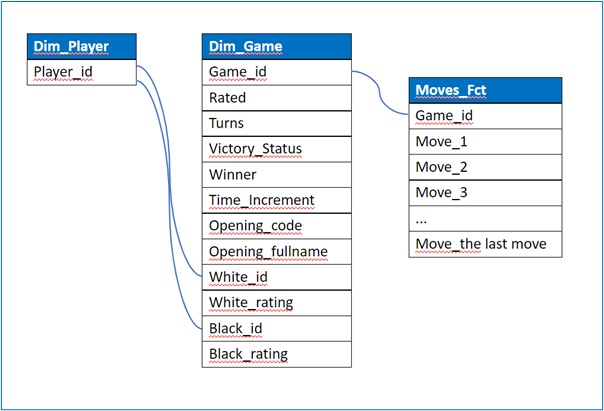 Dim_Player
Player_id
Dim_Game
Game_id
Rated
Turns
Victory_Status
Winner
Time_Increment
Opening_code
Opening_fullname
White_id
White_rating
Black_id
Black_rating
Moves_Fct
Game_id
Move_1
Move_2
Move_3
...
Move_the last move